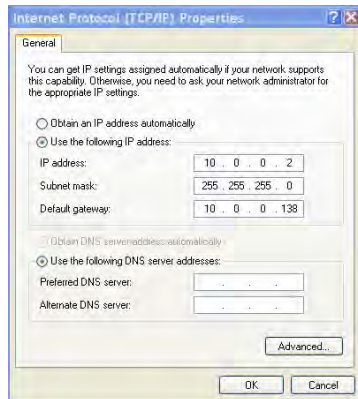 Internet Protocol (TCP/IP) Properties
General
You can get IP settings assigned automatically if your network supports
this capability. Otherwise, you need to ask your network administrator for
the appropriate IP settings.
Obtain an IP address automatically
Use the following IP address:
IP address: 10 . 0 . 0 . 2
Subnet mask: 255 . 255 . 255 . 0
Default gateway: 10 . 0 . 0 . 138
Obtain DNS server address automatically
Use the following DNS server addresses:
Preferred DNS server: . . .
Alternate DNS server: . . .
Advanced...
OK Cancel